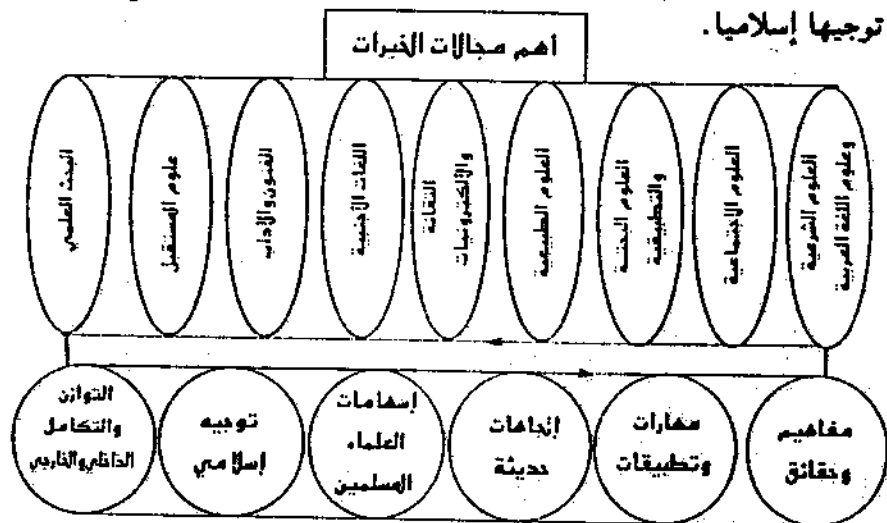 توجيها إسلاميا.
أهم مجالات الخبرات
العلوم الشرعية
وعلوم اللغة العربية
العلوم الاجتماعية
العلوم البحتة
والتطبيقية
العلوم الطبيعية
التقانة
والألكترونيات
اللغات الأجنبية
الفنون والآداب
علوم المستقبل
البحث العلمي
مفاهيم
وحقائق
مهارات
وتطبيقات
إتجاهات
حديثة
إسهامات
العلماء
المسلمين
توجيه
إسلامي
التوازن
والتكامل
الداخلي والخارجي